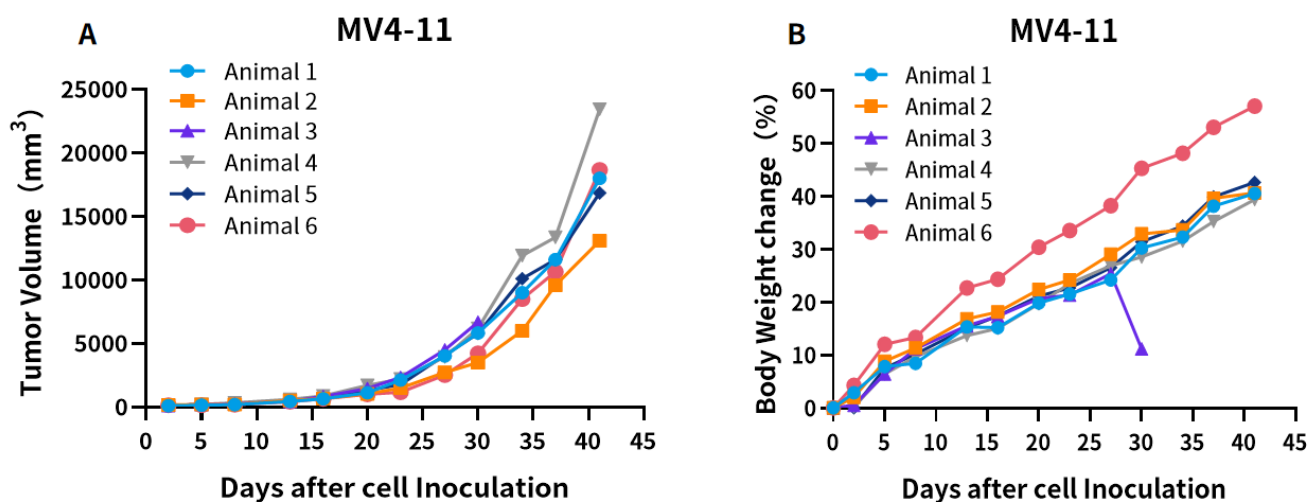 A
MV4-11
Animal 1
Animal 2
Animal 3
Animal 4
Animal 5
Animal 6
Tumor Volume (mm³)
25000
20000
15000
10000
5000
0
0 5 10 15 20 25 30 35 40 45
Days after cell Inoculation
B
MV4-11
Animal 1
Animal 2
Animal 3
Animal 4
Animal 5
Animal 6
Body Weight change (%)
60
50
40
30
20
10
0
0 5 10 15 20 25 30 35 40 45
Days after cell Inoculation